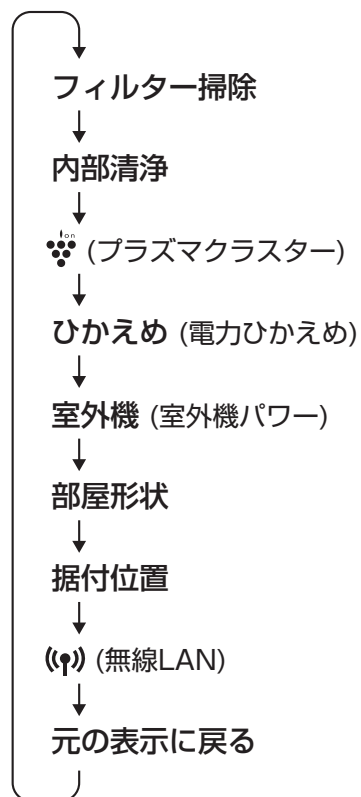 フィルター掃除
内部清浄
ion (プラズマクラスター)
ひかえめ (電力ひかえめ)
室外機 (室外機パワー)
部屋形状
据付位置
(無線LAN)
元の表示に戻る